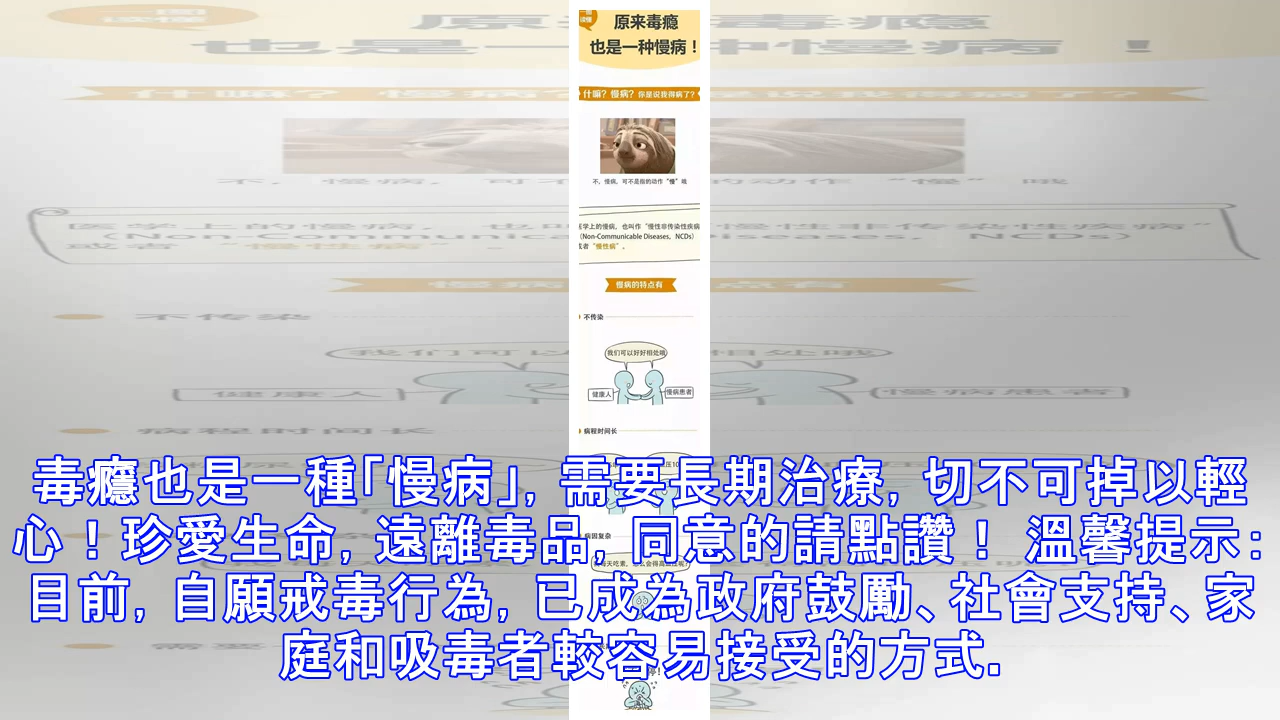 一图
读懂
原来毒瘾
也是一种慢病！
什嘛？慢病？你是说我得病了？
不，慢病，可不是指的动作“慢”哦
医学上的慢病，也叫作“慢性非传染性疾病”
（Non-Communicable Diseases，NCDs）
或者“慢性病”。
慢病的特点有
不传染
我们可以好好相处哦
健康人
慢病患者
病程时间长
毒癮也是一種「慢病」, 需要長期治療, 切不可掉以輕
心！珍愛生命, 遠離毒品, 同意的請點讚！ 溫馨提示:
目前, 自願戒毒行為, 已成為政府鼓勵、社會支持、家
庭和吸毒者較容易接受的方式.
病因复杂